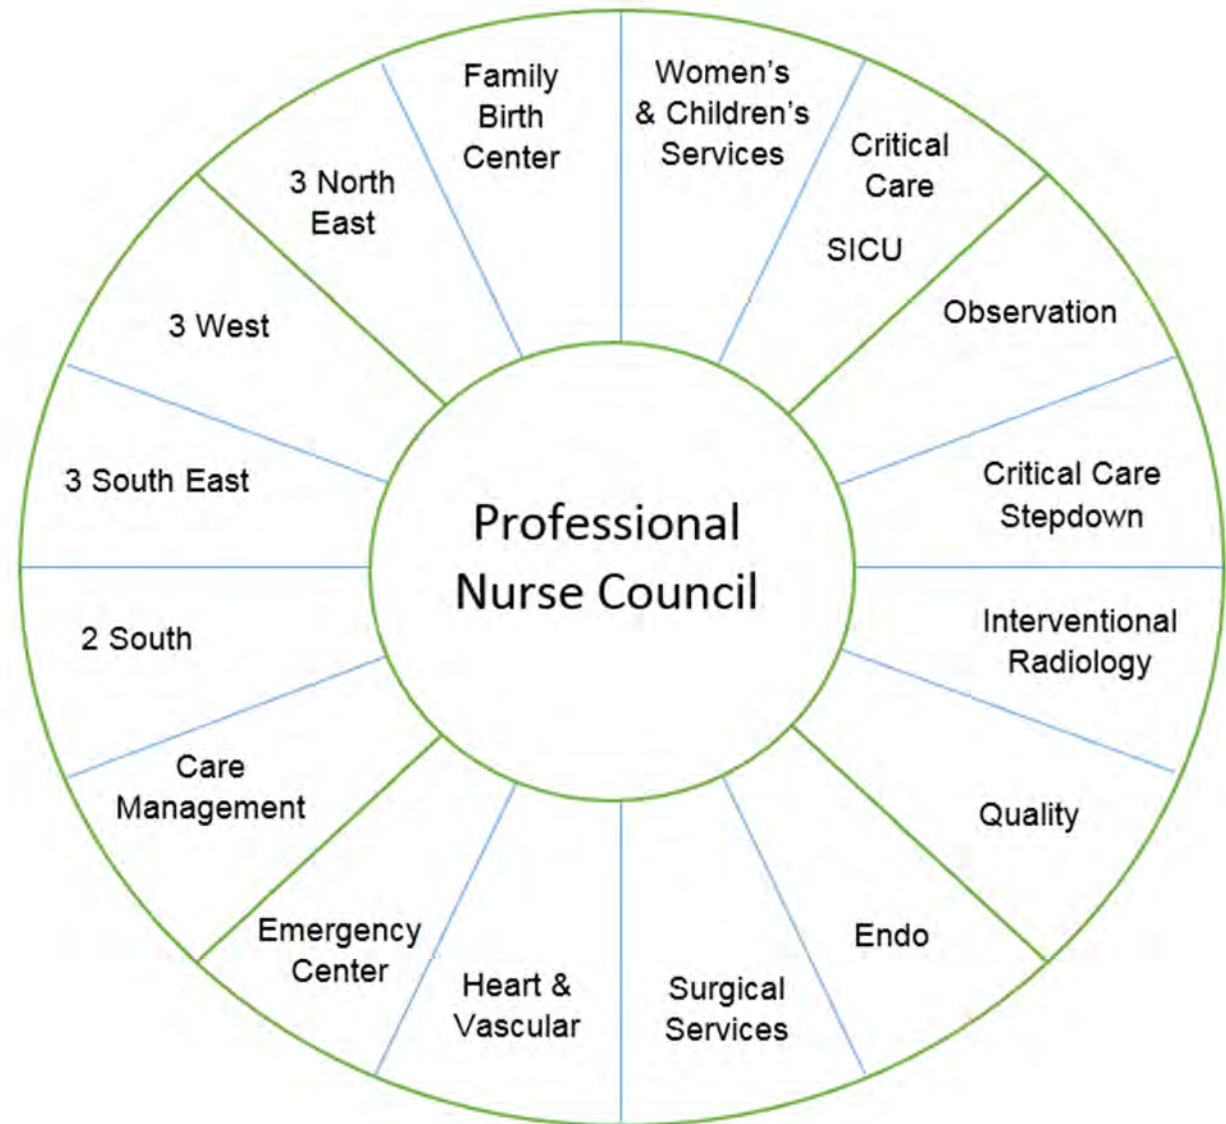 Family
Birth
Center
Women's
& Children's
Services
Critical
Care
SICU
Observation
Critical Care
Stepdown
Interventional
Radiology
Quality
Endo
Surgical
Services
Heart &
Vascular
Emergency
Center
Care
Management
2 South
3 South East
3 West
3 North
East
Professional
Nurse Council